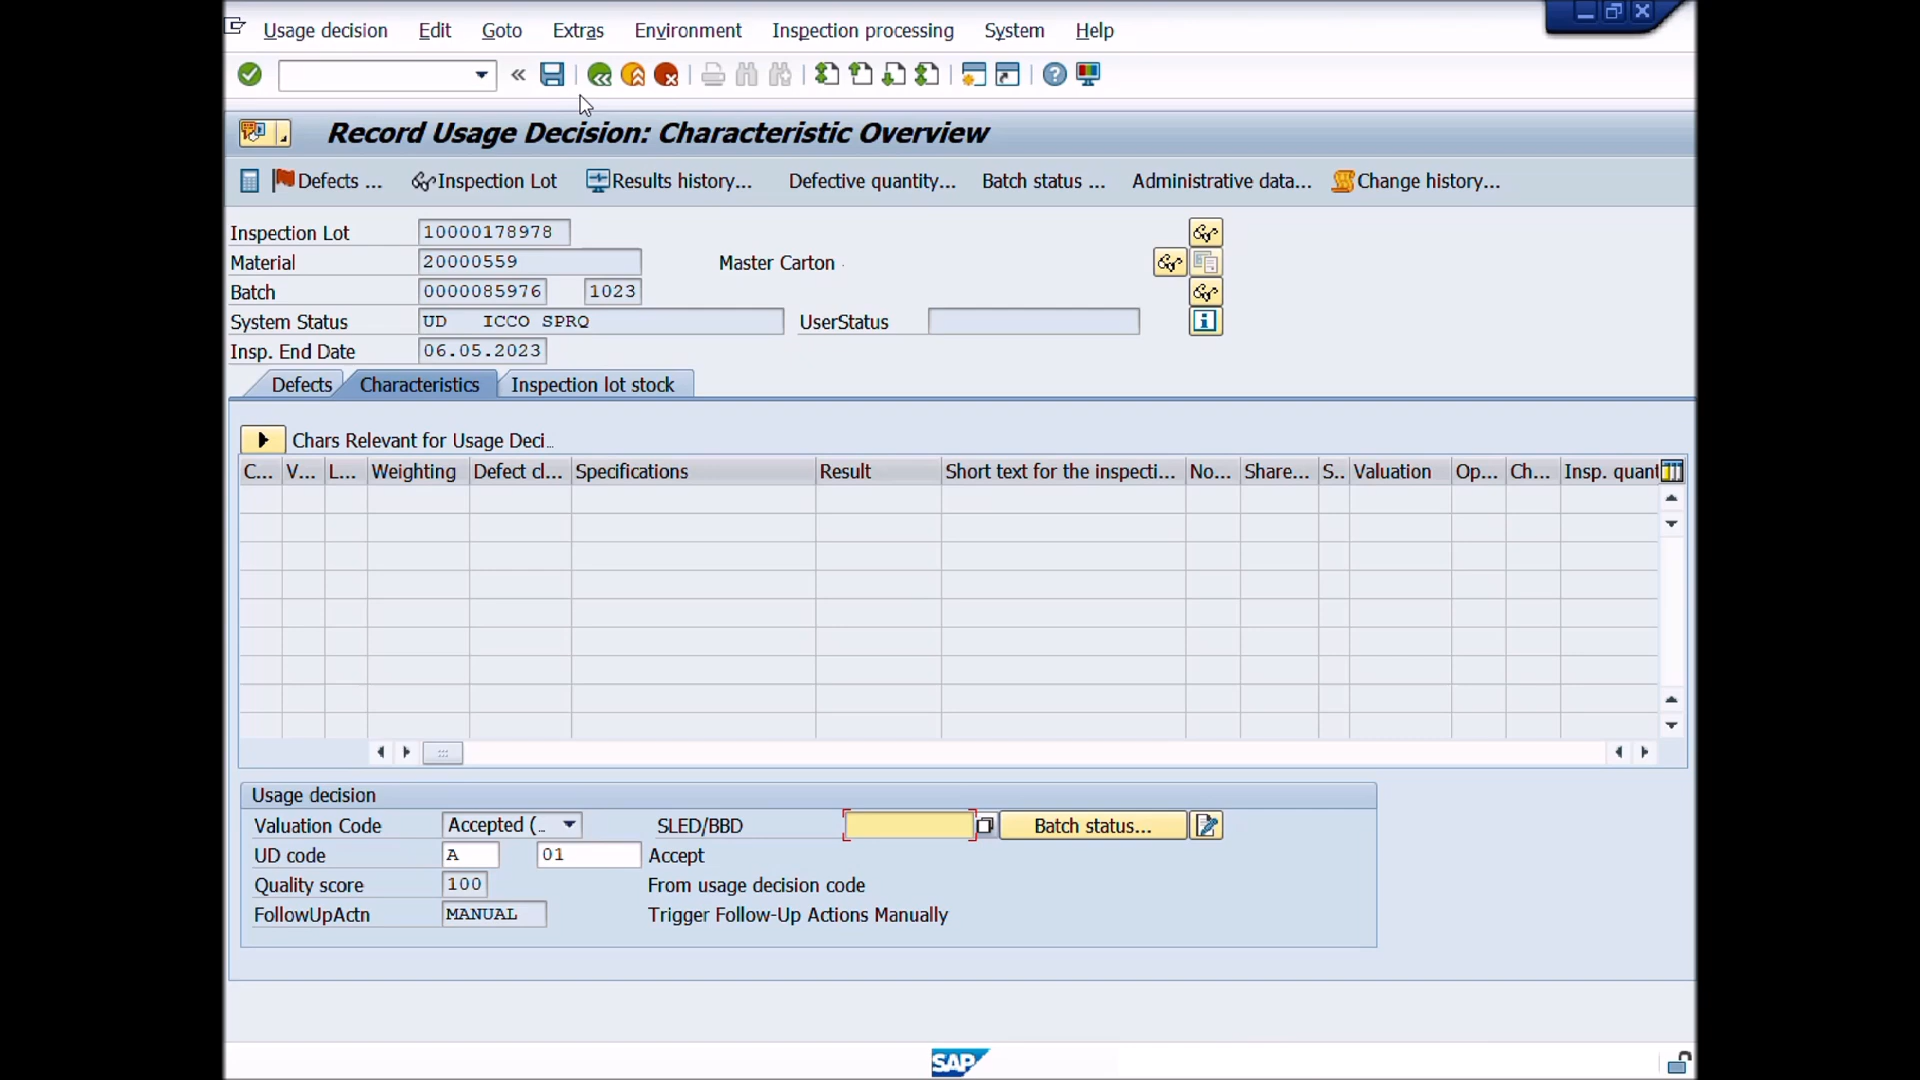 Usage decision Edit Goto Extras Environment Inspection processing System Help
Record Usage Decision: Characteristic Overview
Defects ... Inspection Lot Results history... Defective quantity... Batch status ... Administrative data... Change history...
Inspection Lot 10000178978
Material 20000559 Master Carton
Batch 0000085976 1023
System Status UD ICCO SPRQ UserStatus
Insp. End Date 06.05.2023
Defects Characteristics Inspection lot stock
Chars Relevant for Usage Deci...
C... V... L... Weighting Defect cl... Specifications Result Short text for the inspecti... No... Share... S.. Valuation Op... Ch... Insp. quant
Usage decision
Valuation Code Accepted (... SLED/BBD Batch status...
UD code A 01 Accept
Quality score 100 From usage decision code
FollowUpActn MANUAL Trigger Follow-Up Actions Manually
SAP